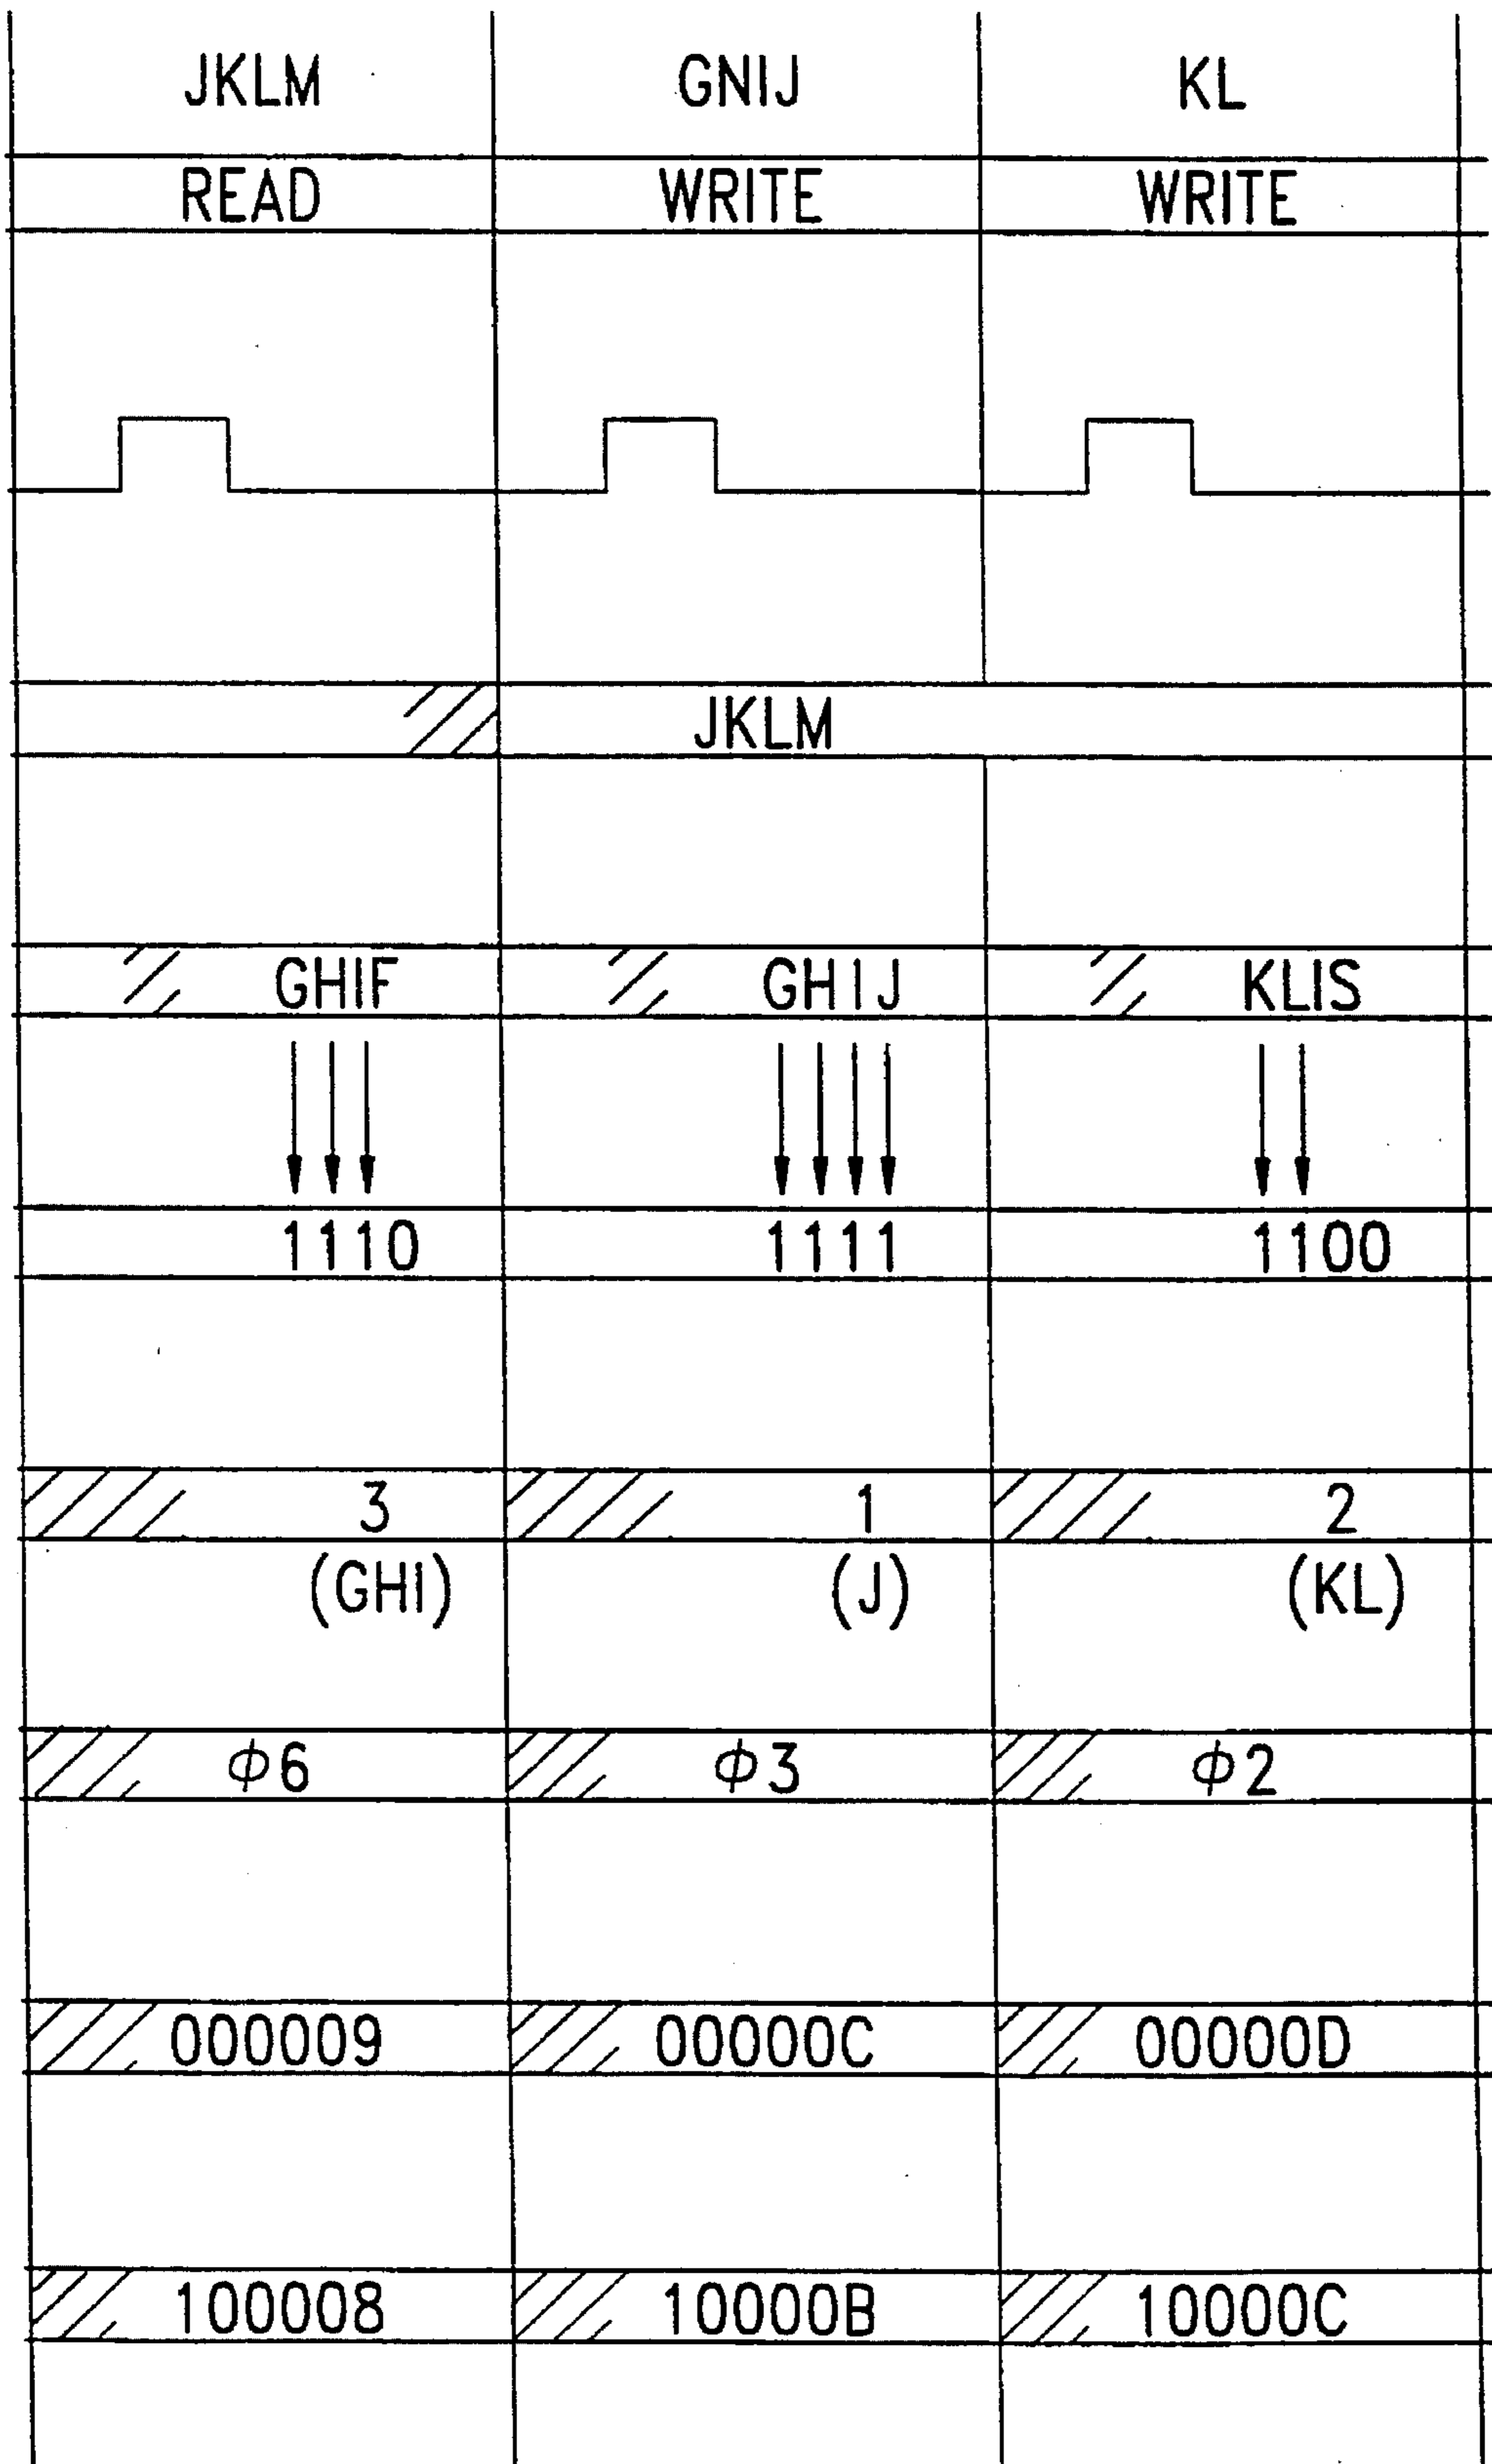 JKLM GNIJ KL
READ WRITE WRITE
JKLM
GHIF GHIJ KLIS
1110 1111 1100
3 1 2
(GHI) (J) (KL)
ϕ6 ϕ3 ϕ2
000009 00000C 00000D
100008 10000B 10000C